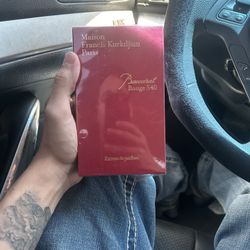 Maison
Francis Kurkdjian
Paris
Baccarat
Rouge 540
Extrait de parfum